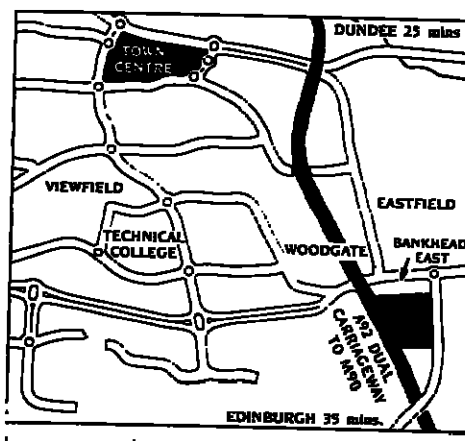 DUNDEE 25 mins
TOWN
CENTRE
VIEWFIELD
EASTFIELD
TECHNICAL
COLLEGE
WOODGATE
BANKHEAD
EAST
A92 DUAL
CARRIAGEWAY
TO M90
EDINBURGH 35 mins.